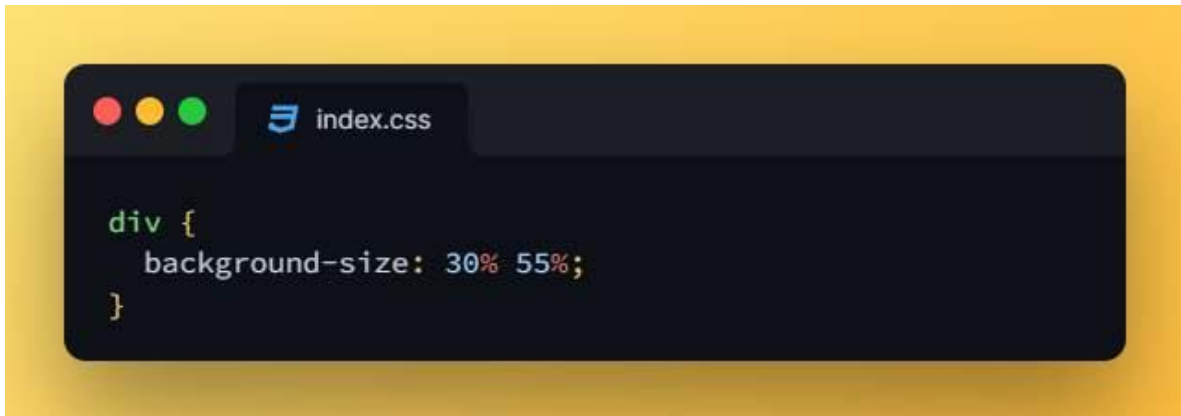 index.css
div {
  background-size: 30% 55%;
}